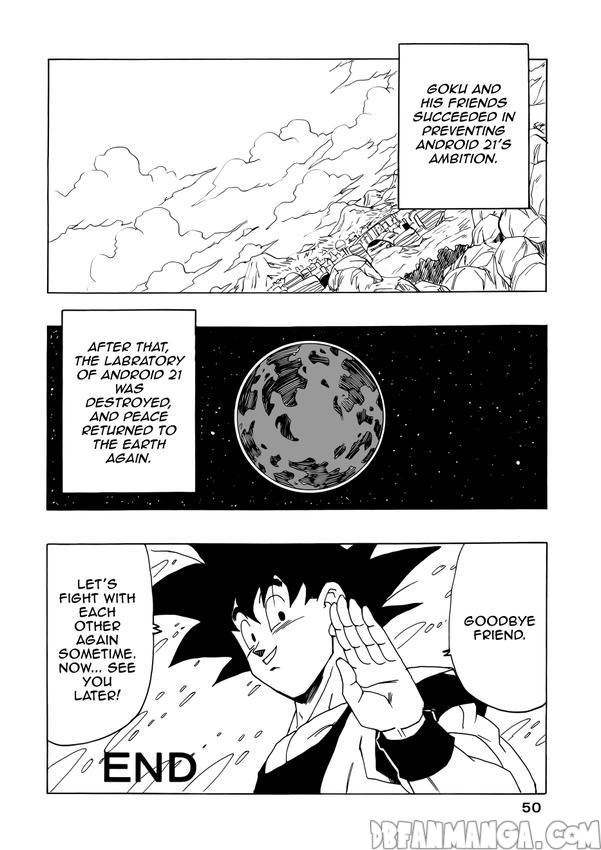 GOKU AND
HIS FRIENDS
SUCCEEDED IN
PREVENTING
ANDROID 21'S
AMBITION.
AFTER THAT,
THE LABRATORY
OF ANDROID 21
WAS
DESTROYED,
AND PEACE
RETURNED TO
THE EARTH
AGAIN.
GOODBYE
FRIEND.
LET'S
FIGHT WITH
EACH
OTHER
AGAIN
SOMETIME.
NOW... SEE
YOU
LATER!
END
50
DBFANMANGA.COM